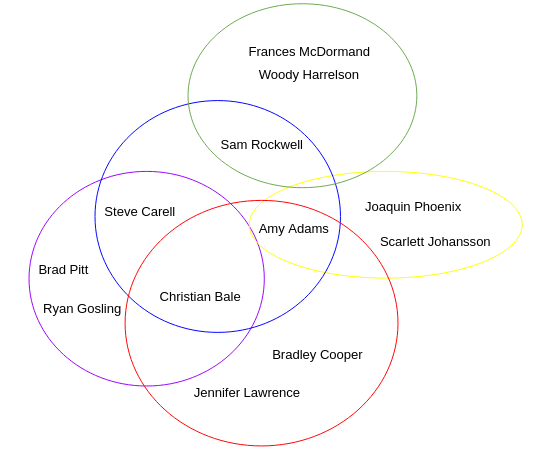 Frances McDormand
Woody Harrelson
Sam Rockwell
Steve Carell
Joaquin Phoenix
Amy Adams
Scarlett Johansson
Brad Pitt
Christian Bale
Ryan Gosling
Bradley Cooper
Jennifer Lawrence